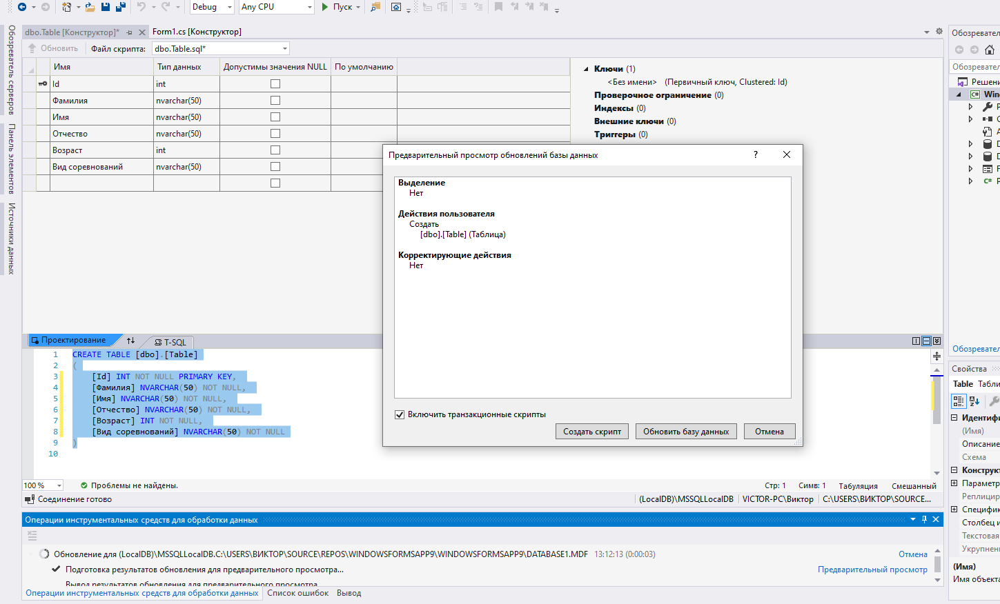 Debug
Any CPU
Пуск
dbo.Table [Конструктор]*
Form1.cs [Конструктор]
Обозреватель серверов
Панель элементов
Источники данных
Обновить
Файл скрипта:
dbo.Table.sql*
Имя Тип данных Допустимы значения NULL По умолчанию
Id int
Фамилия nvarchar(50)
Имя nvarchar(50)
Отчество nvarchar(50)
Возраст int
Вид соревнований nvarchar(50)
Ключи (1)
<Без имени> (Первичный ключ, Clustered: Id)
Проверочное ограничение (0)
Индексы (0)
Внешние ключи (0)
Триггеры (0)
Предварительный просмотр обновлений базы данных
?
Выделение
Нет
Действия пользователя
Создать
[dbo].[Table] (Таблица)
Корректирующие действия
Нет
Включить транзакционные скрипты
Создать скрипт
Обновить базу данных
Отмена
Проектирование
T-SQL
1 CREATE TABLE [dbo].[Table]
2 (
3 [Id] INT NOT NULL PRIMARY KEY,
4 [Фамилия] NVARCHAR(50) NOT NULL,
5 [Имя] NVARCHAR(50) NOT NULL,
6 [Отчество] NVARCHAR(50) NOT NULL,
7 [Возраст] INT NOT NULL,
8 [Вид соревнований] NVARCHAR(50) NOT NULL
9 )
10
100 %
Проблемы не найдены.
Стр: 1 Симв: 1 Табуляция Смешанный
Соединение готово
(LocalDB)\MSSQLLocalDB
VICTOR-PC\Виктор
C:\USERS\ВИКТОР\SOURCE...
Операции инструментальных средств для обработки данных
Обновление для (LocalDB)\MSSQLLocalDB.C:\USERS\ВИКТОР\SOURCE\REPOS\WINDOWSFORMSAPP9\WINDOWSFORMSAPP9\DATABASE1.MDF 13:12:13 (0:00:03)
Отмена
Подготовка результатов обновления для предварительного просмотра...
Предварительный просмотр
Вывод результатов обновления для предварительного просмотра
Операции инструментальных средств для обработки данных
Список ошибок
Вывод
Обозревател
Обозревател
Решени
C# Win
P
С
A
D
D
F
C# P
Обозревател
Свойства
Table Табли
Идентифи
(Имя)
Описание
Схема
Конструкт
Параметр
Реплицир
Специфик
Столбец и
Текстовая
Укрупнен
(Имя)
Имя объекта